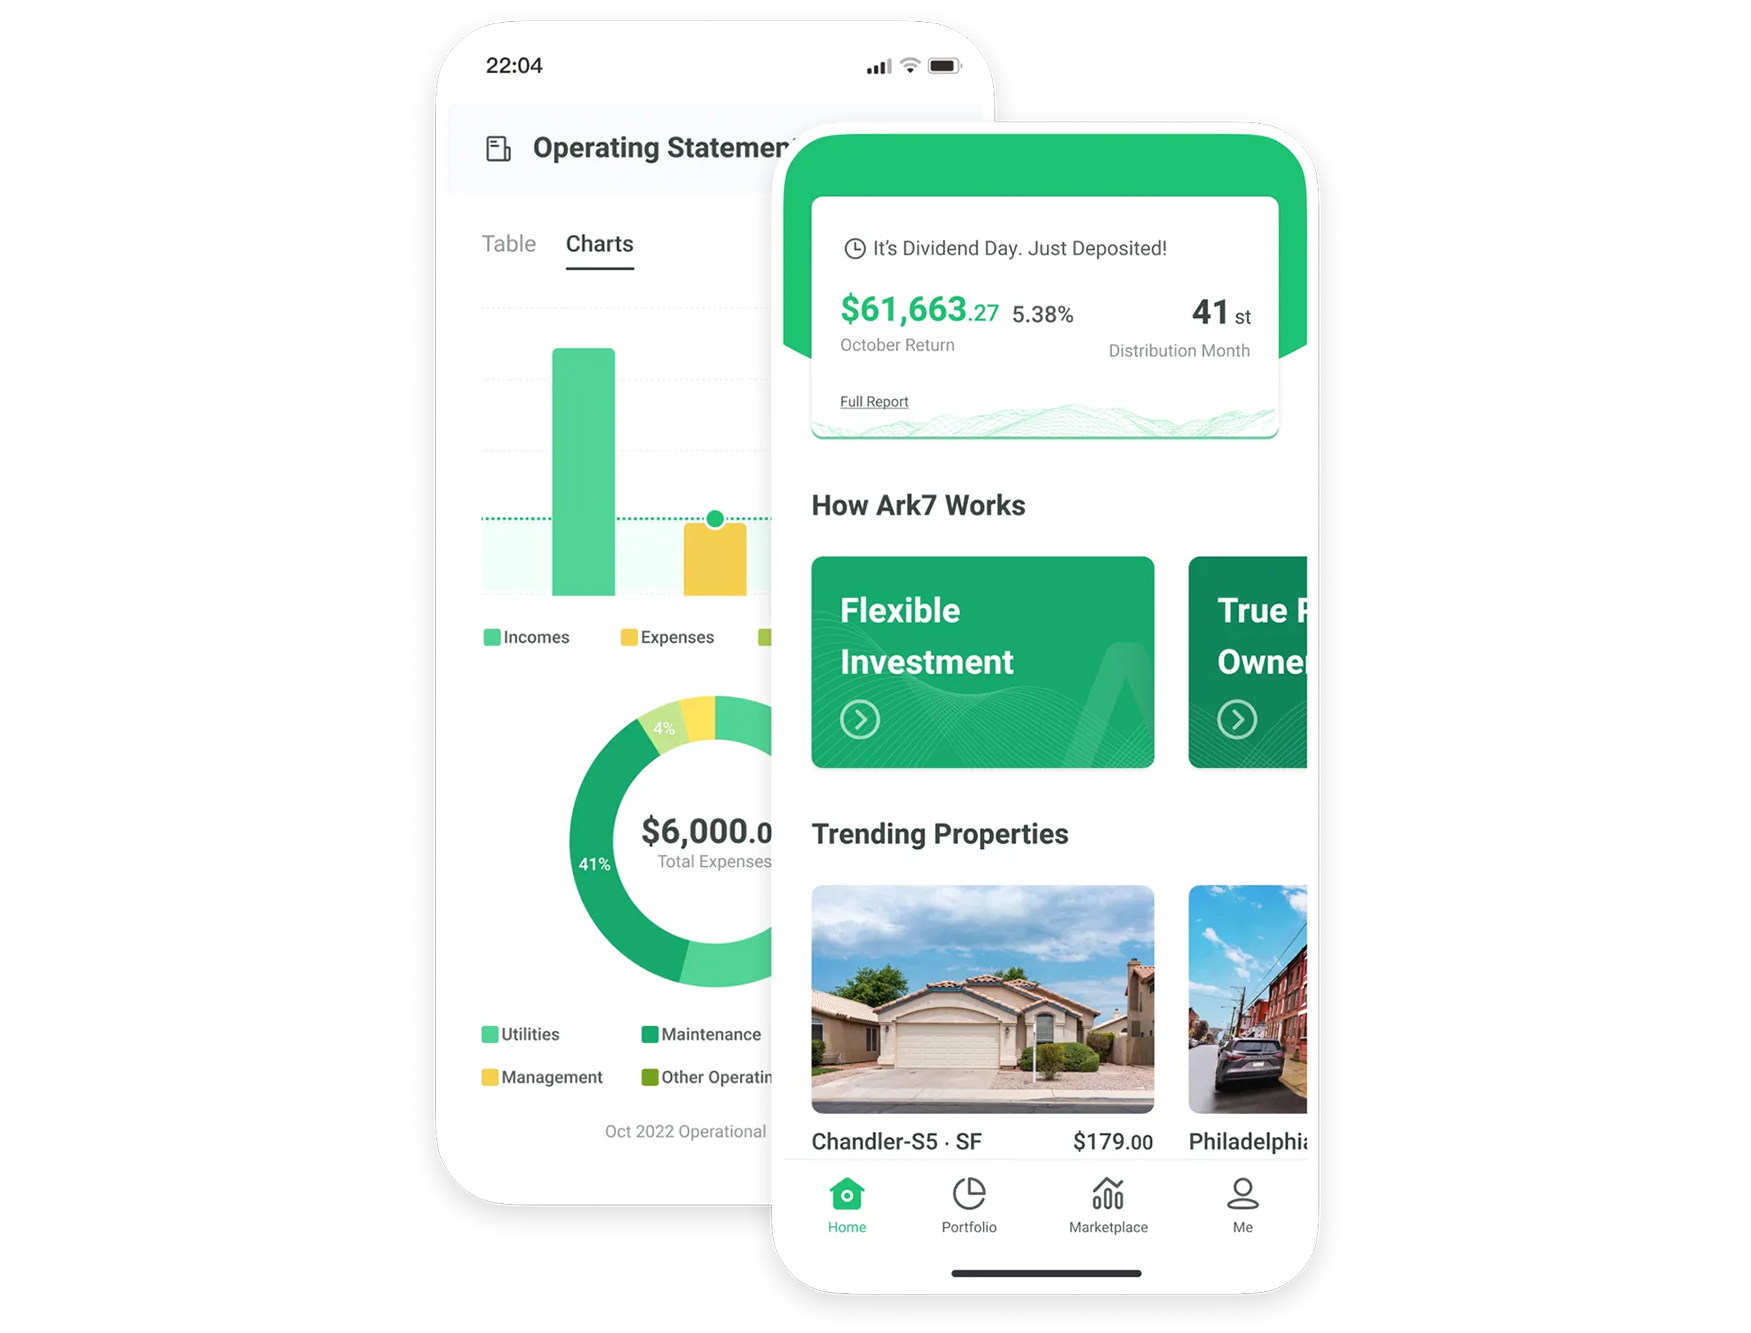 22:04
Operating Statement
Table Charts
Incomes Expenses
4%
$6,000.0
Total Expenses
41%
Utilities Maintenance
Management Other Operatin
Oct 2022 Operational
It's Dividend Day. Just Deposited!
$61,663.27 5.38% 41 st
October Return Distribution Month
Full Report
How Ark7 Works
Flexible
Investment
True
Owner
Trending Properties
Chandler-S5 · SF $179.00 Philadelphia
Home Portfolio Marketplace Me